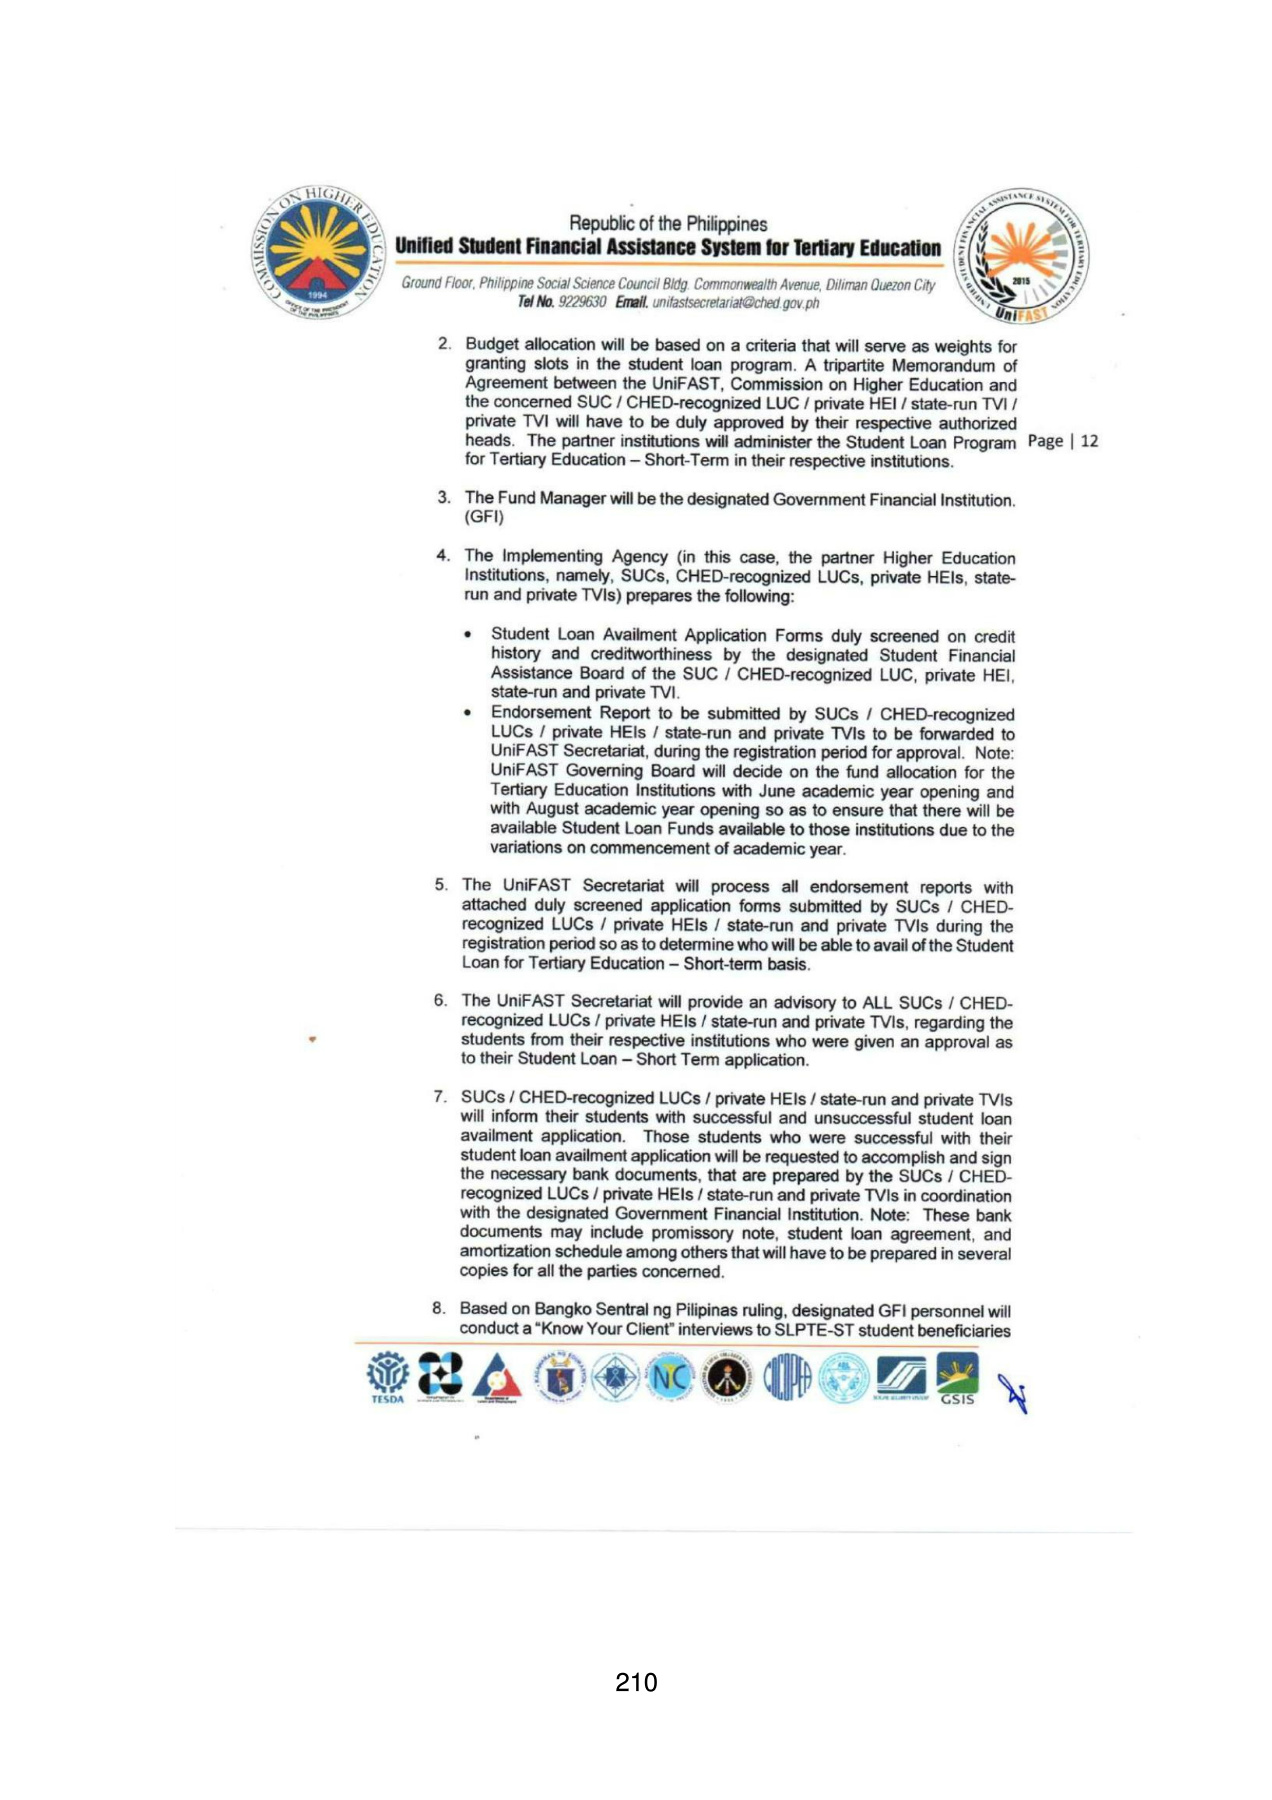 COMMISSION ON HIGHER EDUCATION
1994
OFFICE OF THE PRESIDENT
OF THE PHILIPPINES
Republic of the Philippines
Unified Student Financial Assistance System for Tertiary Education
Ground Floor, Philippine Social Science Council Bldg. Commonwealth Avenue, Diliman Quezon City
Tel No. 9229630 Email. unifastsecretariat@ched.gov.ph
UNIFIED STUDENT FINANCIAL ASSISTANCE SYSTEM FOR TERTIARY EDUCATION
2015
UniFAST
2. Budget allocation will be based on a criteria that will serve as weights for
granting slots in the student loan program. A tripartite Memorandum of
Agreement between the UniFAST, Commission on Higher Education and
the concerned SUC / CHED-recognized LUC / private HEI / state-run TVI /
private TVI will have to be duly approved by their respective authorized
heads. The partner institutions will administer the Student Loan Program
Page | 12
for Tertiary Education – Short-Term in their respective institutions.
3. The Fund Manager will be the designated Government Financial Institution.
(GFI)
4. The Implementing Agency (in this case, the partner Higher Education
Institutions, namely, SUCs, CHED-recognized LUCs, private HEIs, state-
run and private TVIs) prepares the following:
• Student Loan Availment Application Forms duly screened on credit
history and creditworthiness by the designated Student Financial
Assistance Board of the SUC / CHED-recognized LUC, private HEI,
state-run and private TVI.
• Endorsement Report to be submitted by SUCs / CHED-recognized
LUCs / private HEIs / state-run and private TVIs to be forwarded to
UniFAST Secretariat, during the registration period for approval. Note:
UniFAST Governing Board will decide on the fund allocation for the
Tertiary Education Institutions with June academic year opening and
with August academic year opening so as to ensure that there will be
available Student Loan Funds available to those institutions due to the
variations on commencement of academic year.
5. The UniFAST Secretariat will process all endorsement reports with
attached duly screened application forms submitted by SUCs / CHED-
recognized LUCs / private HEIs / state-run and private TVIs during the
registration period so as to determine who will be able to avail of the Student
Loan for Tertiary Education – Short-term basis.
6. The UniFAST Secretariat will provide an advisory to ALL SUCs / CHED-
recognized LUCs / private HEIs / state-run and private TVIs, regarding the
students from their respective institutions who were given an approval as
to their Student Loan – Short Term application.
7. SUCs / CHED-recognized LUCs / private HEIs / state-run and private TVIs
will inform their students with successful and unsuccessful student loan
availment application. Those students who were successful with their
student loan availment application will be requested to accomplish and sign
the necessary bank documents, that are prepared by the SUCs / CHED-
recognized LUCs / private HEIs / state-run and private TVIs in coordination
with the designated Government Financial Institution. Note: These bank
documents may include promissory note, student loan agreement, and
amortization schedule among others that will have to be prepared in several
copies for all the parties concerned.
8. Based on Bangko Sentral ng Pilipinas ruling, designated GFI personnel will
conduct a "Know Your Client" interviews to SLPTE-ST student beneficiaries
TESDA
NC
COCOPEA
GSIS
210